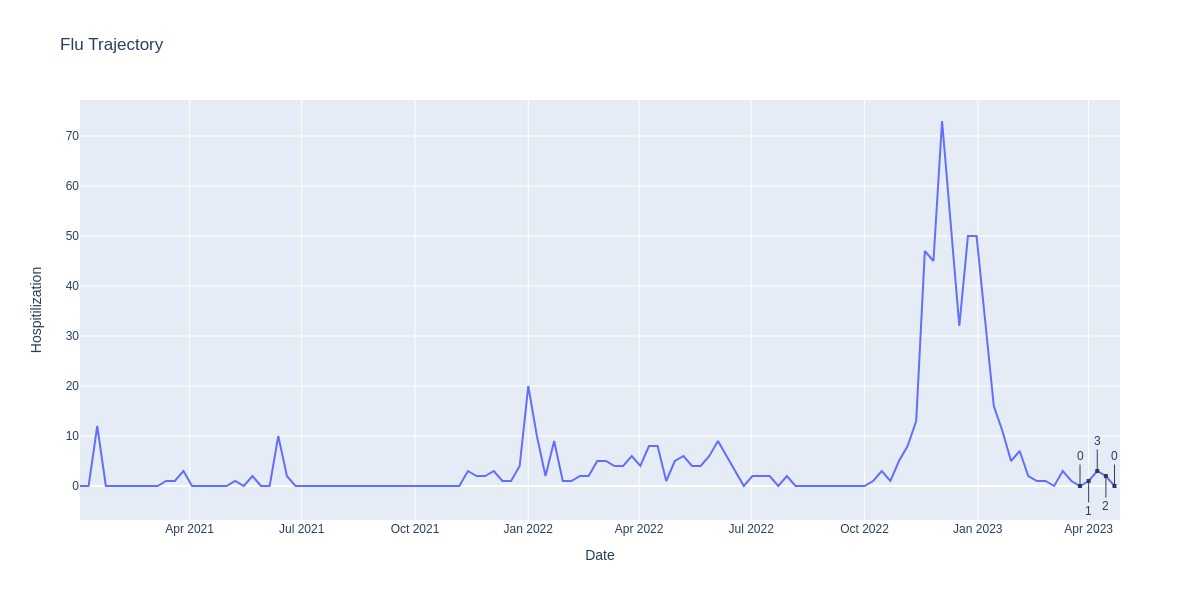 Flu Trajectory
70
60
50
40
30
20
10
0
Hospitilization
3
0
0
1
2
Apr 2021
Jul 2021
Oct 2021
Jan 2022
Apr 2022
Jul 2022
Oct 2022
Jan 2023
Apr 2023
Date